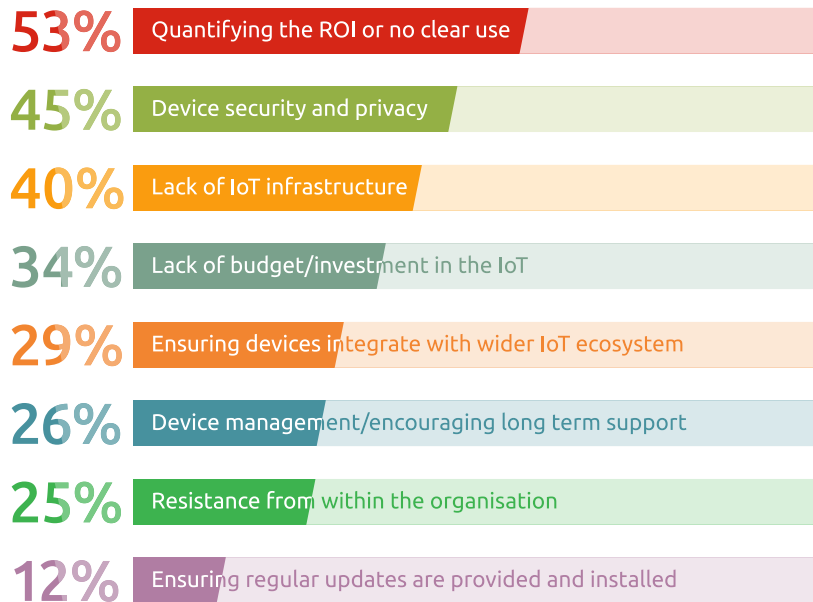 53% Quantifying the ROI or no clear use
45% Device security and privacy
40% Lack of IoT infrastructure
34% Lack of budget/investment in the IoT
29% Ensuring devices integrate with wider IoT ecosystem
26% Device management/encouraging long term support
25% Resistance from within the organisation
12% Ensuring regular updates are provided and installed